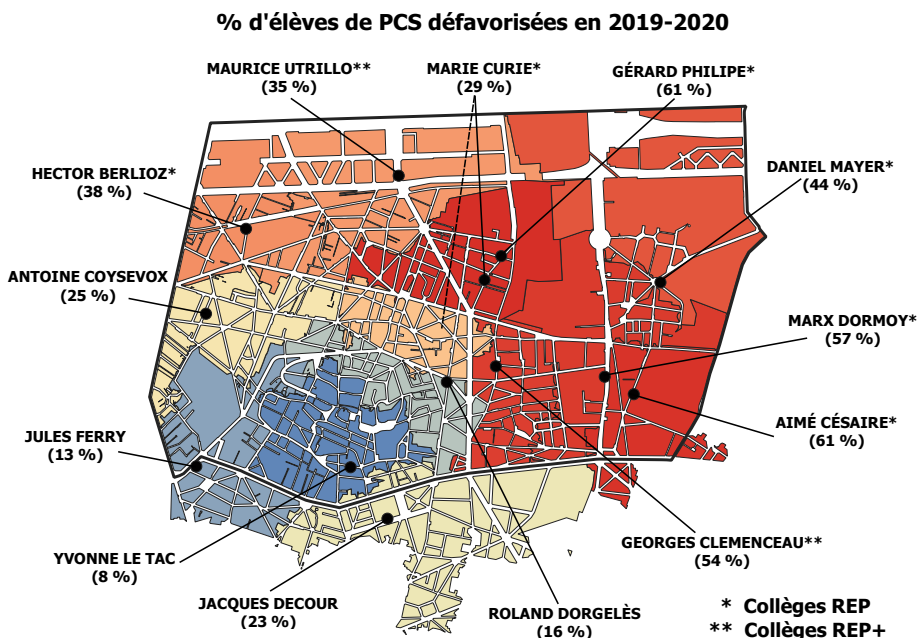 % d'élèves de PCS défavorisées en 2019-2020
MAURICE UTRILLO**
(35 %)
MARIE CURIE*
(29 %)
GÉRARD PHILIPE*
(61 %)
HECTOR BERLIOZ*
(38 %)
DANIEL MAYER*
(44 %)
ANTOINE COYSEVOX
(25 %)
MARX DORMOY*
(57 %)
JULES FERRY
(13 %)
AIMÉ CÉSAIRE*
(61 %)
YVONNE LE TAC
(8 %)
GEORGES CLEMENCEAU**
(54 %)
JACQUES DECOUR
(23 %)
ROLAND DORGELÈS
(16 %)
* Collèges REP
** Collèges REP+